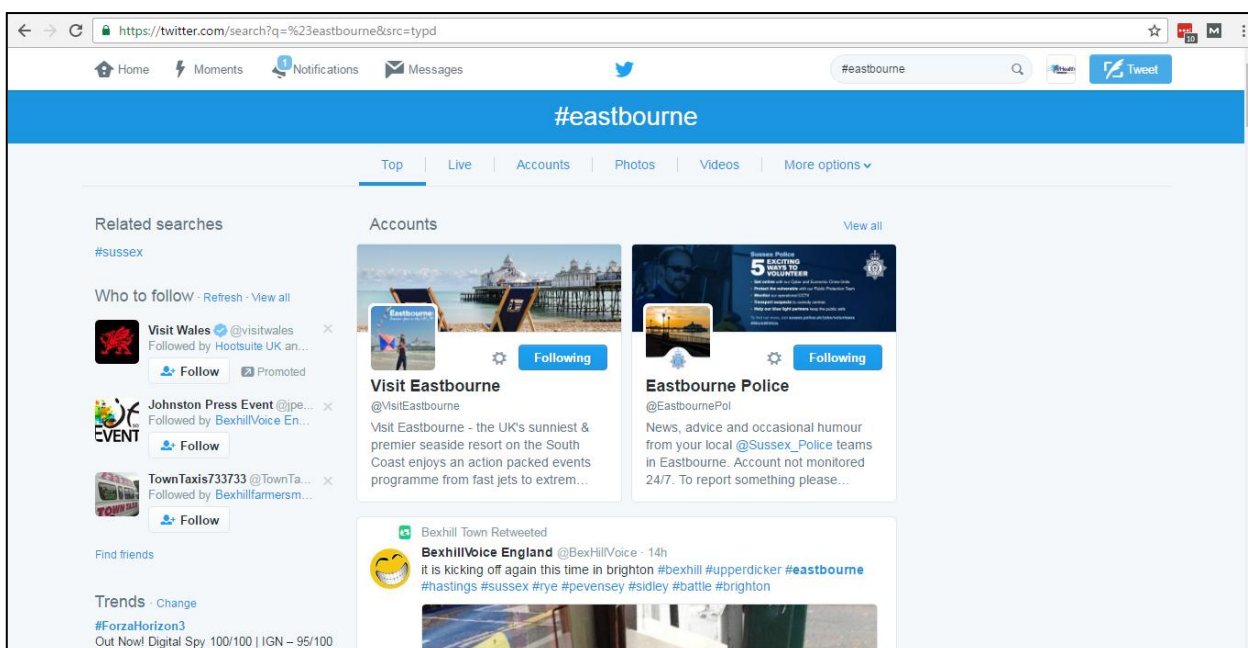 https://twitter.com/search?q=%23eastbourne&src=typd
10
M
Home
Moments
1
Notifications
Messages
#eastbourne
Tweet
#eastbourne
Top
Live
Accounts
Photos
Videos
More options
Related searches
#sussex
Who to follow · Refresh · View all
Visit Wales @visitwales
Followed by Hootsuite UK an...
Follow
Promoted
Johnston Press Event @jpe...
Followed by BexhillVoice En...
Follow
EVENT
TownTaxis733733 @TownTa...
Followed by Bexhillfarmersm...
Follow
Find friends
Trends · Change
#ForzaHorizon3
Out Now! Digital Spy 100/100 | IGN – 95/100
Accounts
View all
Eastbourne
Following
Visit Eastbourne
@VisitEastbourne
Visit Eastbourne - the UK's sunniest &
premier seaside resort on the South
Coast enjoys an action packed events
programme from fast jets to extrem...
Sussex Police
5 EXCITING
WAYS TO
VOLUNTEER
Following
Eastbourne Police
@EastbournePol
News, advice and occasional humour
from your local @Sussex_Police teams
in Eastbourne. Account not monitored
24/7. To report something please...
Bexhill Town Retweeted
BexhillVoice England @BexHillVoice · 14h
it is kicking off again this time in brighton #bexhill #upperdicker #eastbourne
#hastings #sussex #rye #pevensey #sidley #battle #brighton